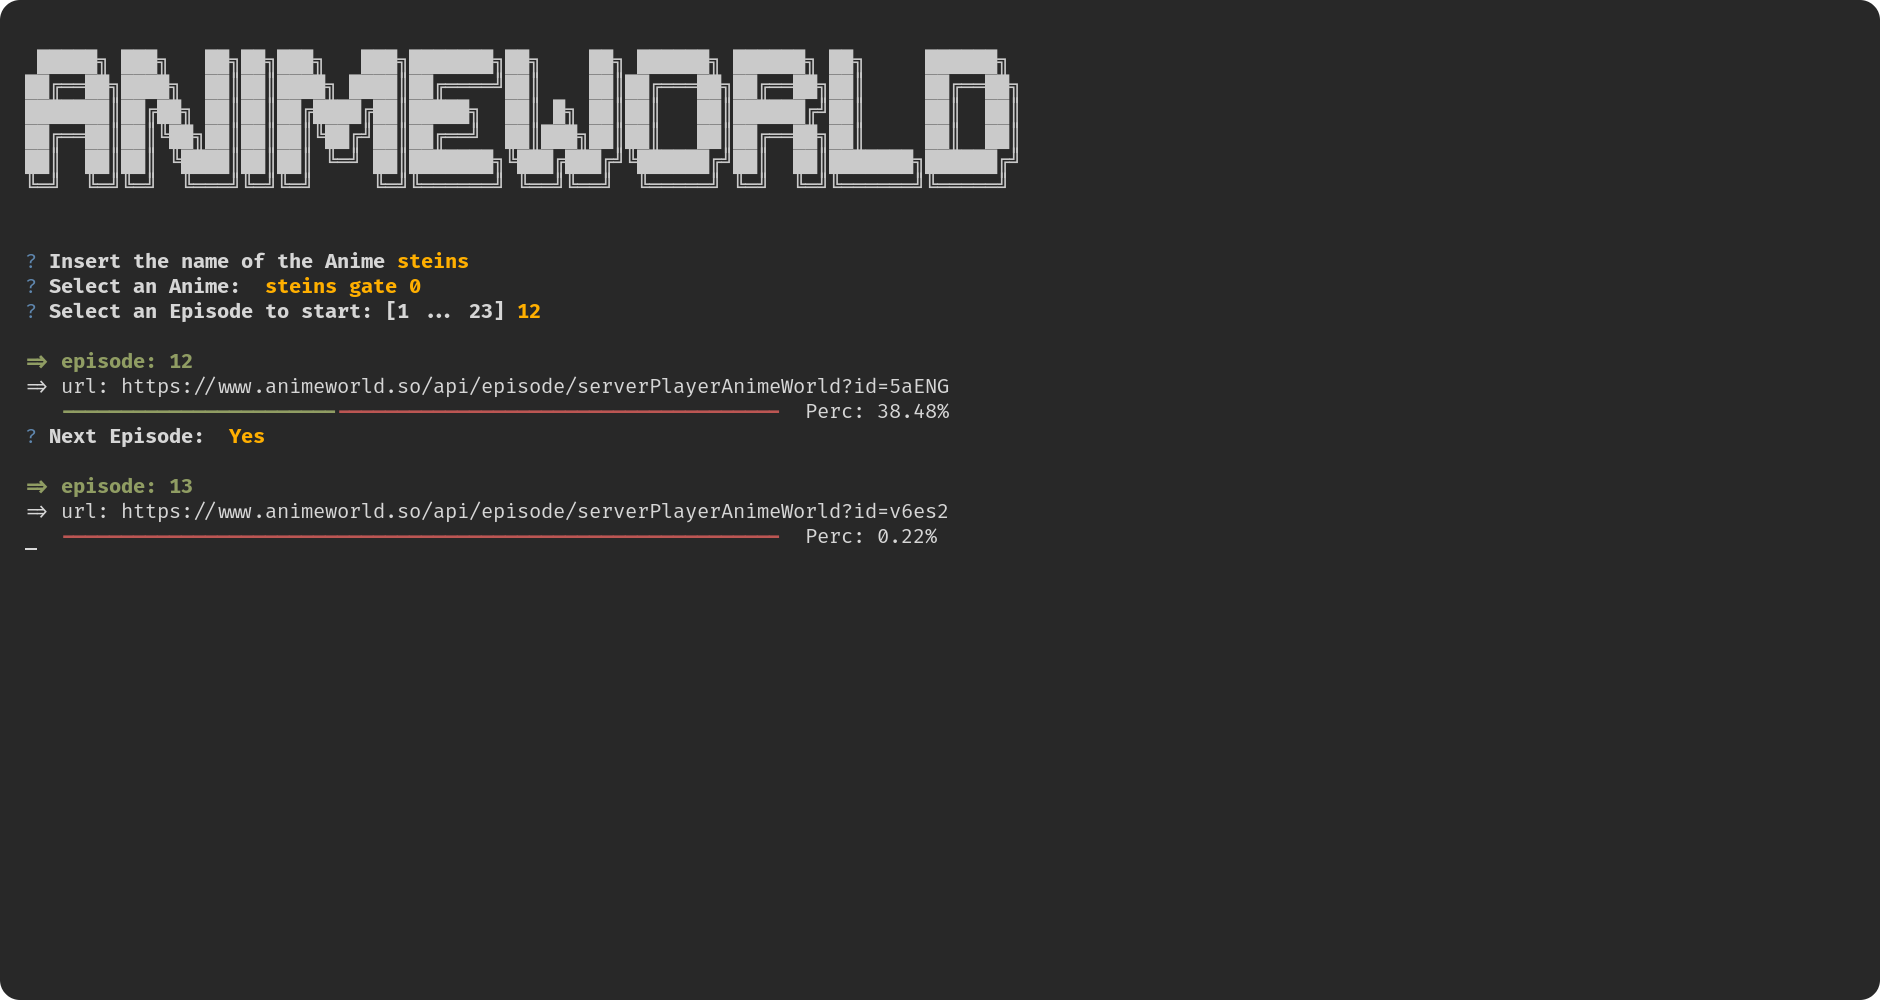 ANIMEWORLD
? Insert the name of the Anime steins
? Select an Anime:  steins gate 0
? Select an Episode to start: [1 ... 23] 12
=> episode: 12
=> url: https://www.animeworld.so/api/episode/serverPlayerAnimeWorld?id=5aENG
Perc: 38.48%
? Next Episode:  Yes
=> episode: 13
=> url: https://www.animeworld.so/api/episode/serverPlayerAnimeWorld?id=v6es2
_ Perc: 0.22%